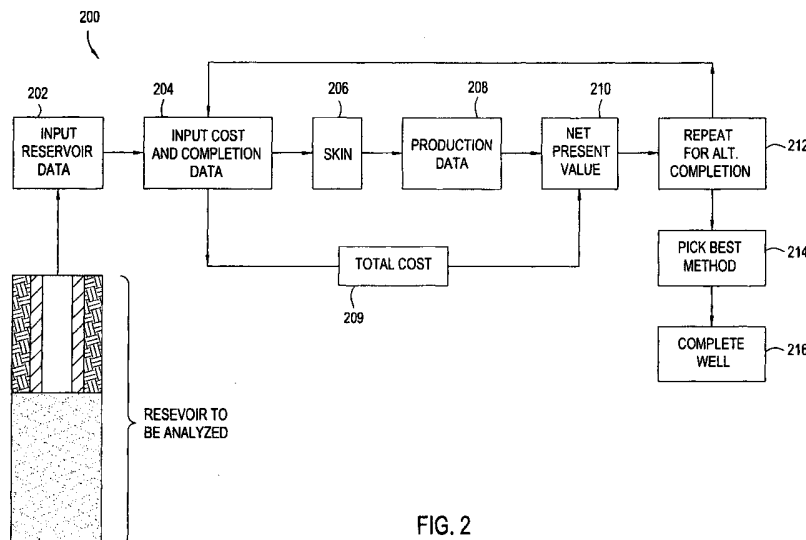 200
202
INPUT
RESERVOIR
DATA
204
INPUT COST
AND COMPLETION
DATA
206
SKIN
208
PRODUCTION
DATA
210
NET
PRESENT
VALUE
REPEAT
FOR ALT.
COMPLETION
212
TOTAL COST
209
PICK BEST
METHOD
214
COMPLETE
WELL
216
RESEVOIR TO
BE ANALYZED
FIG. 2